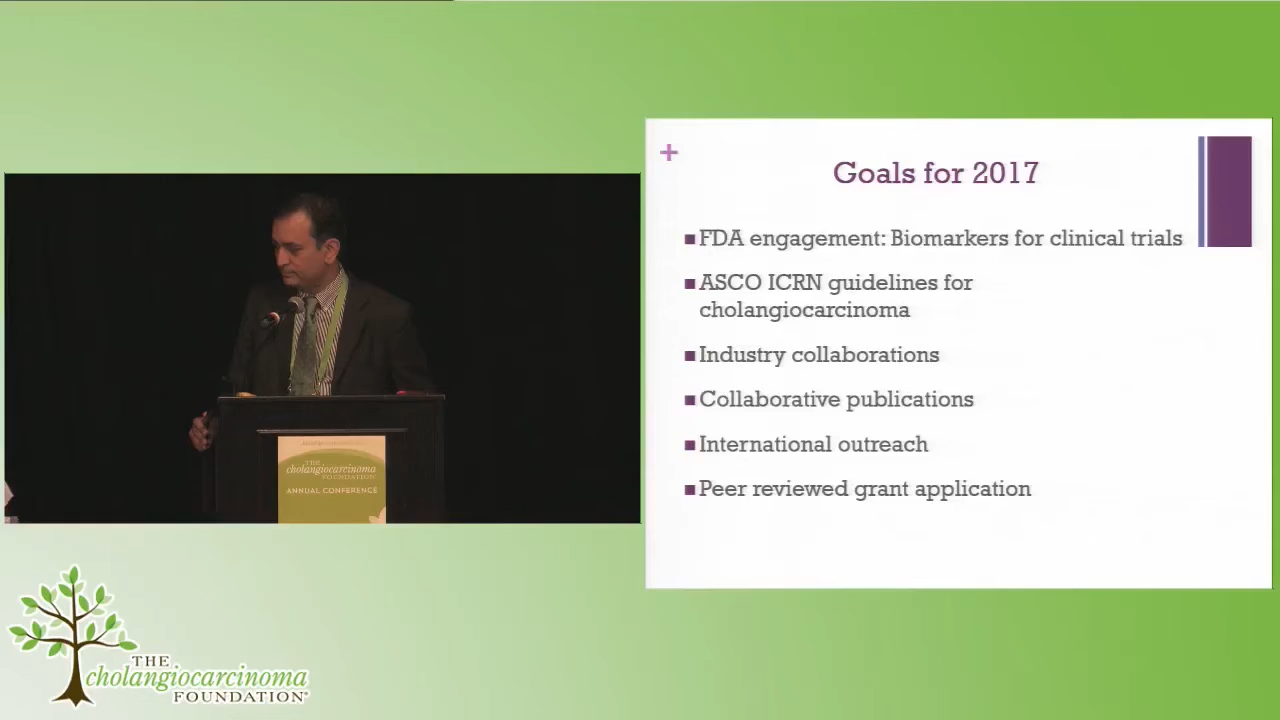 Goals for 2017
FDA engagement: Biomarkers for clinical trials
ASCO ICRN guidelines for
cholangiocarcinoma
Industry collaborations
Collaborative publications
International outreach
Peer reviewed grant application
THE
cholangiocarcinoma
FOUNDATION
ANNUAL CONFERENCE
THE
cholangiocarcinoma
FOUNDATION®